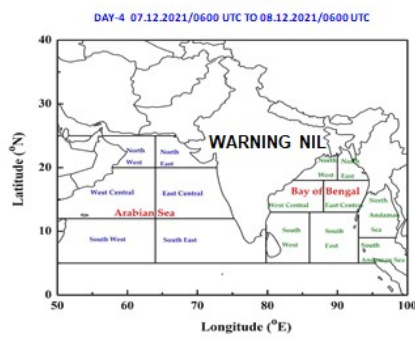 DAY-4 07.12.2021/0600 UTC TO 08.12.2021/0600 UTC
40
30
20
10
0
50
60
70
80
90
100
Latitude (°N)
Longitude (°E)
WARNING NIL
North
West
North
East
West Central
East Central
Arabian Sea
South West
South East
North
West
North
East
Bay of Bengal
West Central
East Central
South
West
South
East
North
Andaman
Sea
South
Andaman Sea